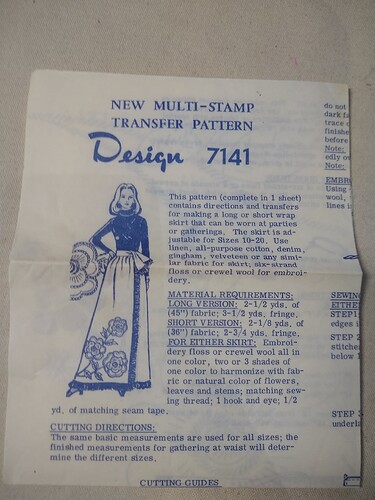 NEW MULTI-STAMP
TRANSFER PATTERN
Design 7141
This pattern (complete in 1 sheet)
contains directions and transfers
for making a long or short wrap
skirt that can be worn at parties
or gatherings. The skirt is ad-
justable for Sizes 10-20. Use
linen, all-purpose cotton, denim,
gingham, velveteen or any simi-
lar fabric for skirt; six-strand
floss or crewel wool for embroi-
dery.
MATERIAL REQUIREMENTS:
LONG VERSION: 2-1/2 yds. of
(45") fabric; 3-1/2 yds. fringe.
SHORT VERSION: 2-1/8 yds. of
(36") fabric; 2-3/4 yds. fringe.
FOR EITHER SKIRT: Embroi-
dery floss or crewel wool all in
one color, two or 3 shades of
one color to harmonize with fab-
ric or natural color of flowers,
leaves and stems; matching sew-
ing thread; 1 hook and eye; 1/2
yd. of matching seam tape.
CUTTING DIRECTIONS:
The same basic measurements are used for all sizes; the
finished measurements for gathering at waist will deter-
mine the different sizes.
CUTTING GUIDES
do not
dark fa
trace o
finishe
before
Note:
edly o
Note:
EMBR
Using
wool,
lines i
SEWIN
EITHE
STEP 1
edges i
STEP 2
stitche
below 1
STEP 3
underla